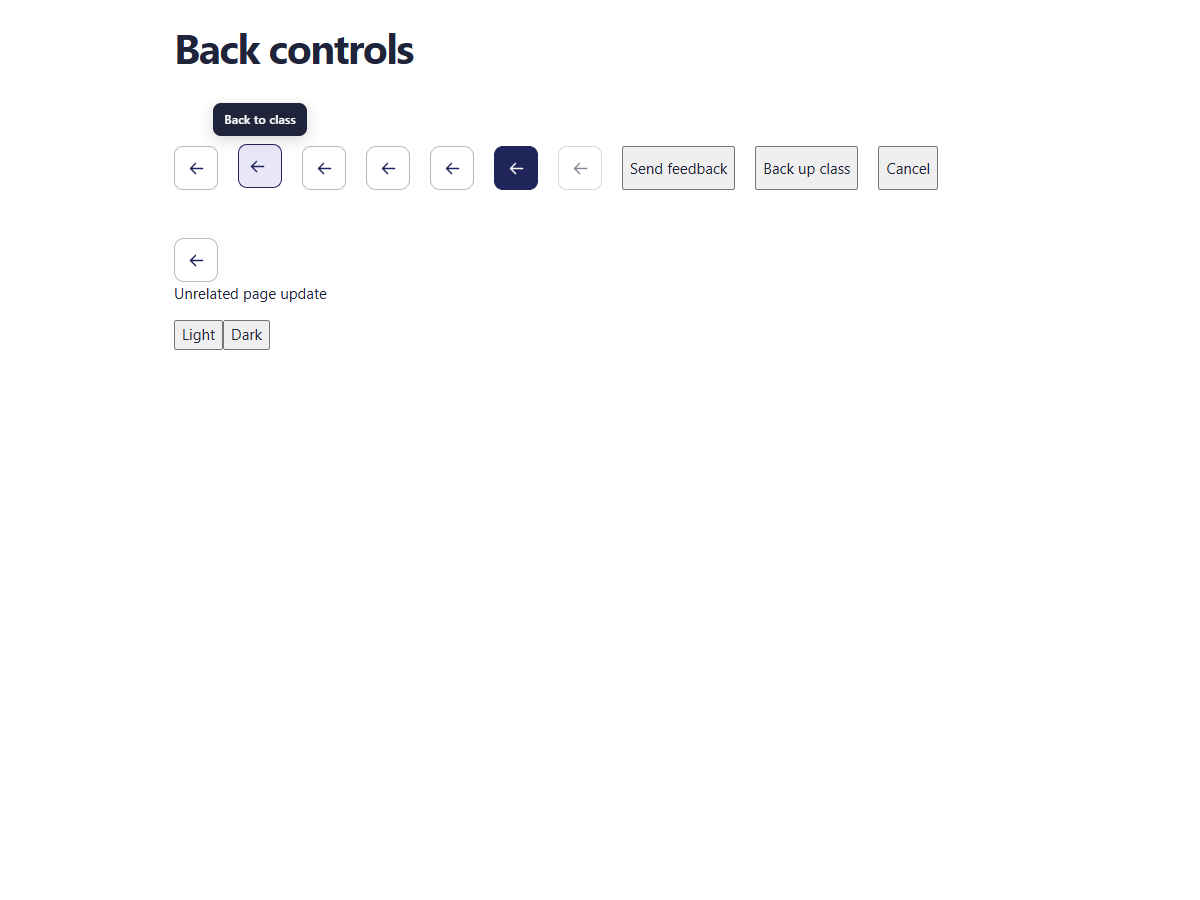 Back controls
Back to class
Send feedback Back up class Cancel
Unrelated page update
Light Dark